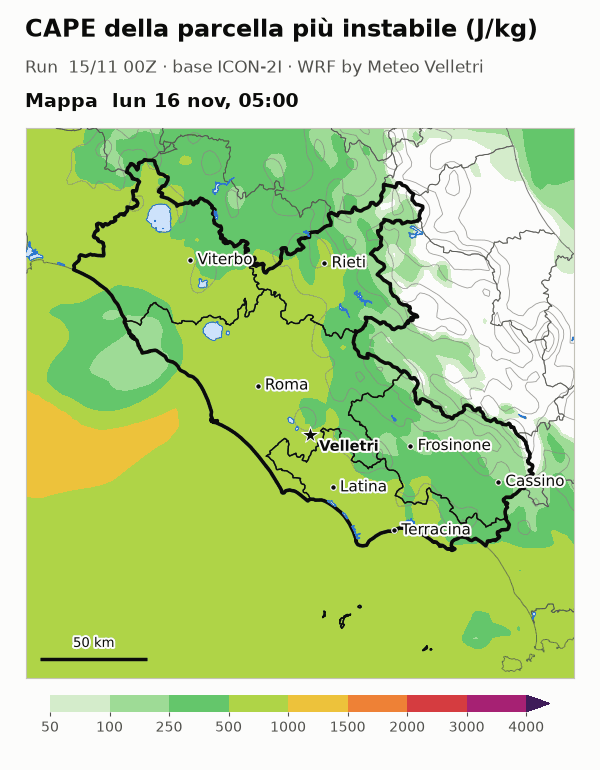 CAPE della parcella più instabile (J/kg)
Run  15/11 00Z · base ICON-2I · WRF by Meteo Velletri
Mappa  lun 16 nov, 05:00
Viterbo
Rieti
Roma
Velletri
Frosinone
Latina
Cassino
Terracina
50 km
50 100 250 500 1000 1500 2000 3000 4000